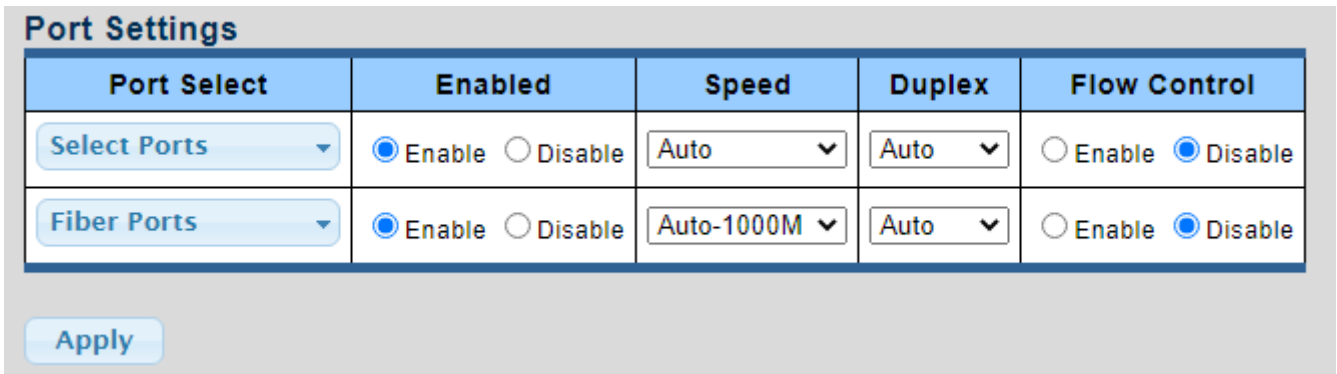 Port Settings
Port Select Enabled Speed Duplex Flow Control
Select Ports Enable Disable Auto Auto Enable Disable
Fiber Ports Enable Disable Auto-1000M Auto Enable Disable
Apply